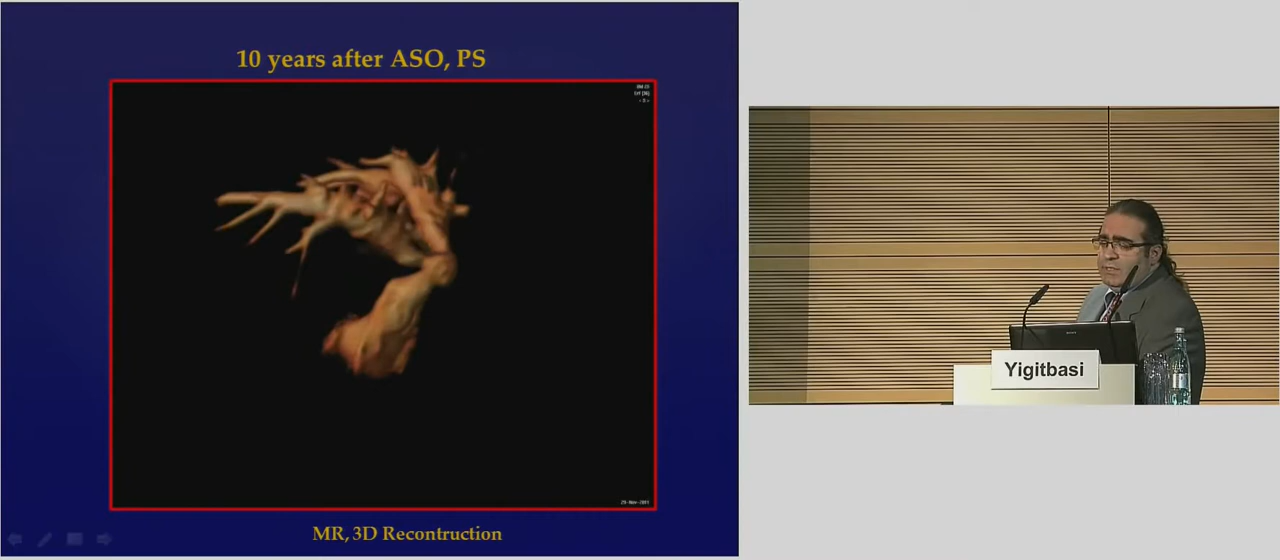 10 years after ASO, PS
MR, 3D Recontruction
Yigitbasi